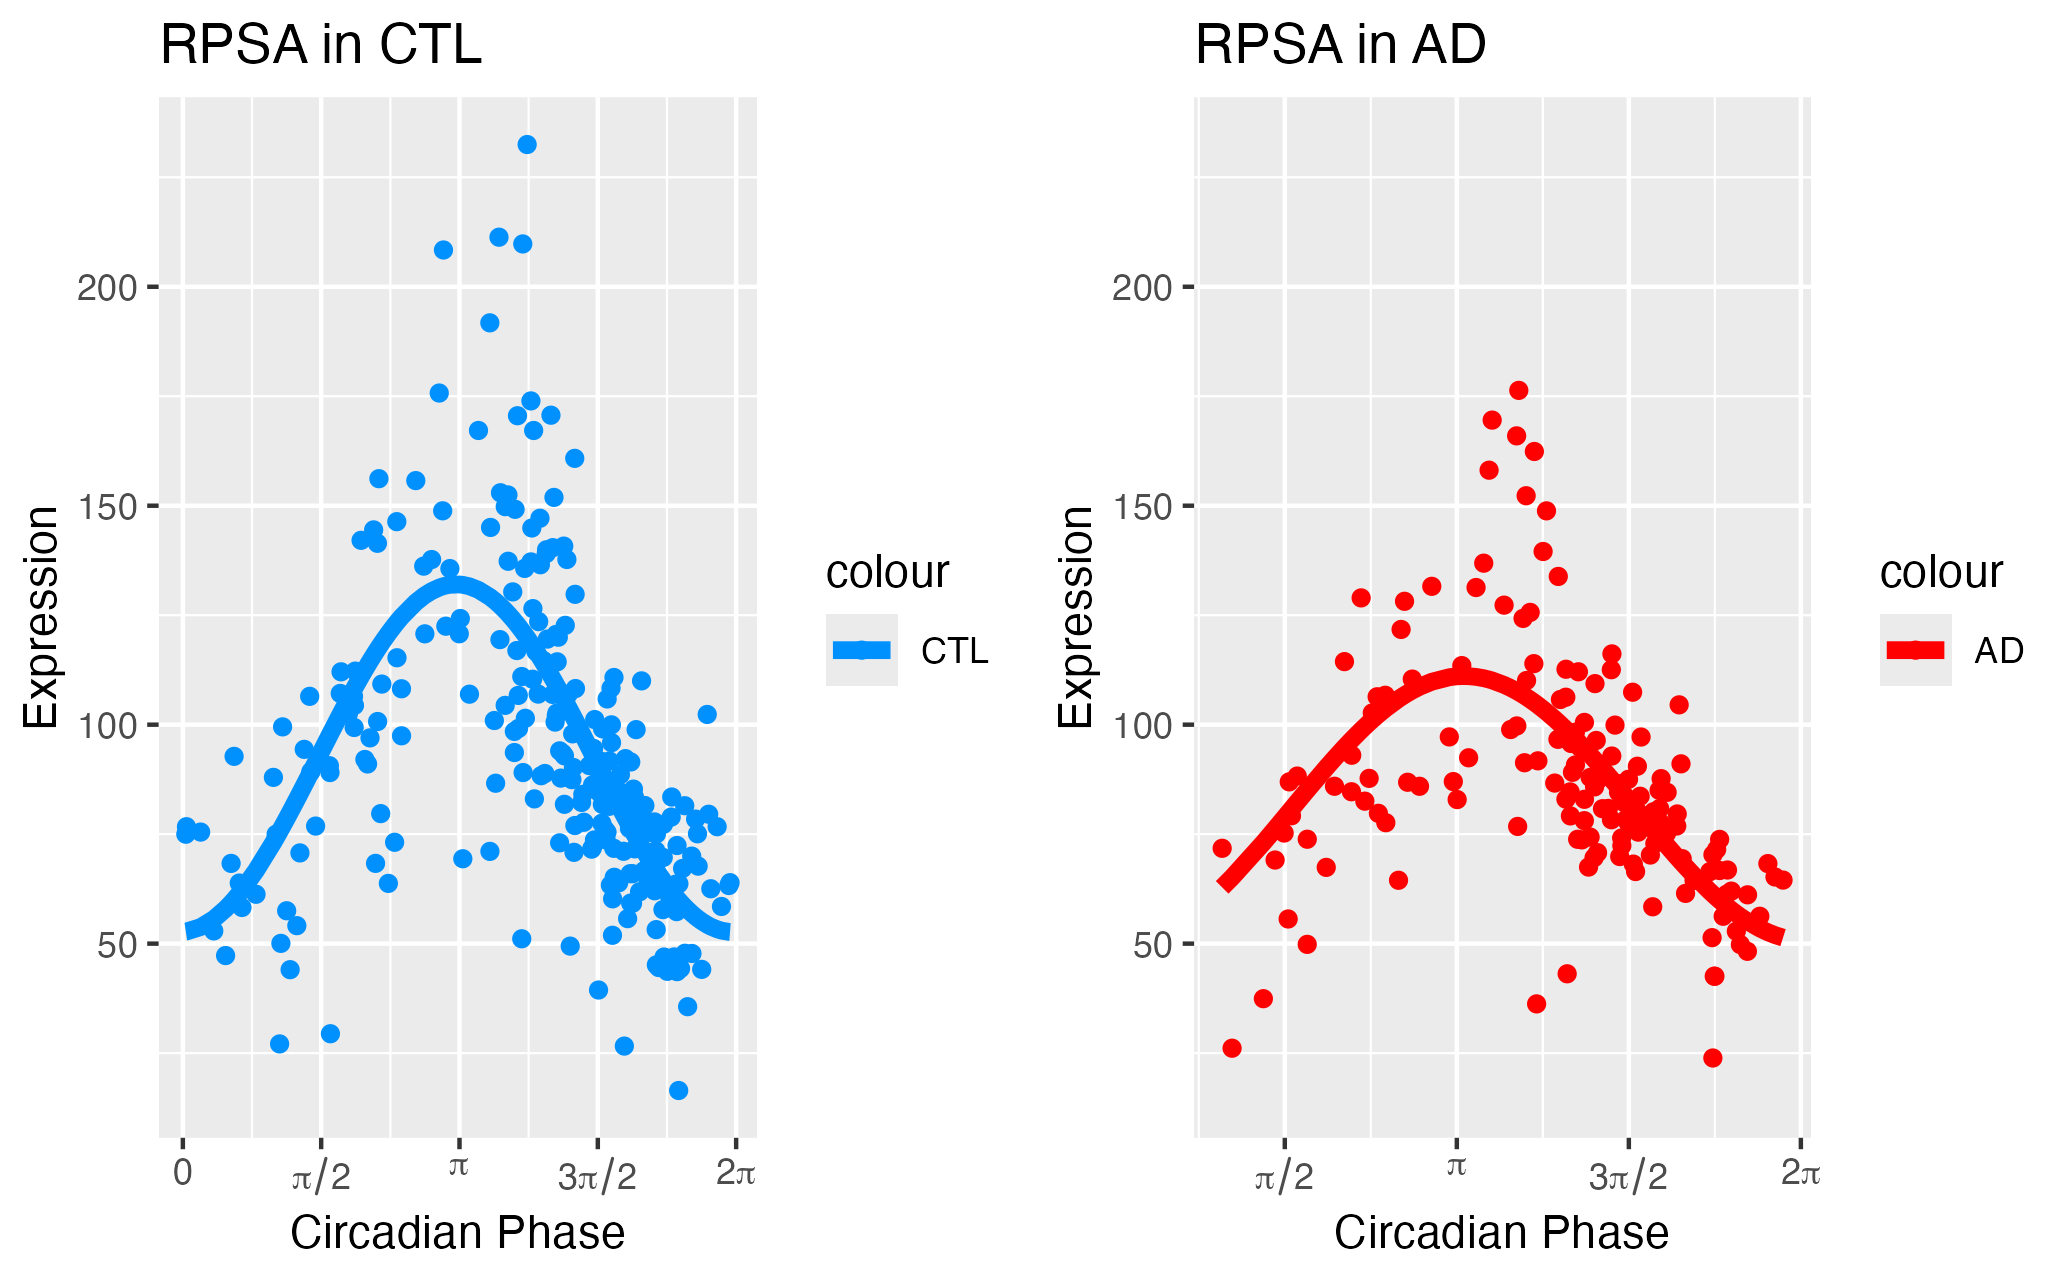 RPSA in CTL
Expression
200
150
100
50
0
π/2
π
3π/2
2π
Circadian Phase
colour
CTL
RPSA in AD
Expression
200
150
100
50
π/2
π
3π/2
2π
Circadian Phase
colour
AD